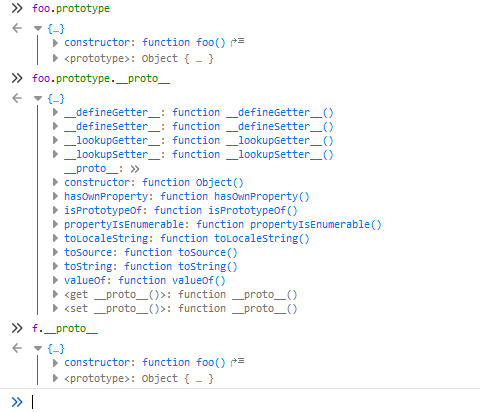 foo.prototype
{…}
constructor: function foo()
<prototype>: Object { … }
foo.prototype.__proto__
{…}
__defineGetter__: function __defineGetter__()
__defineSetter__: function __defineSetter__()
__lookupGetter__: function __lookupGetter__()
__lookupSetter__: function __lookupSetter__()
__proto__: >>
constructor: function Object()
hasOwnProperty: function hasOwnProperty()
isPrototypeOf: function isPrototypeOf()
propertyIsEnumerable: function propertyIsEnumerable()
toLocaleString: function toLocaleString()
toSource: function toSource()
toString: function toString()
valueOf: function valueOf()
<get __proto__()>: function __proto__()
<set __proto__()>: function __proto__()
f.__proto__
{…}
constructor: function foo()
<prototype>: Object { … }